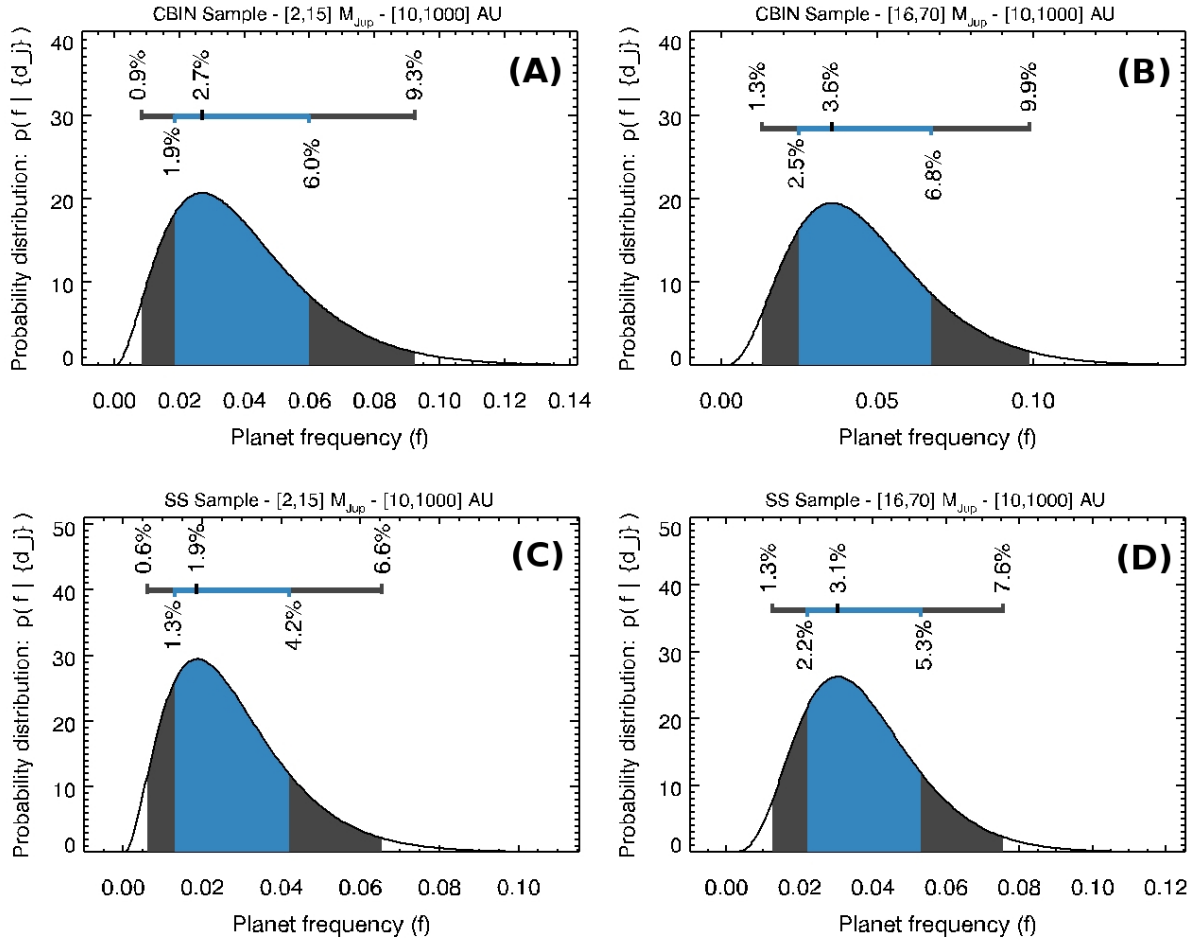 CBIN Sample - [2,15] M_Jup - [10,1000] AU
(A)
Probability distribution: p( f | {d_j} )
40
30
20
10
0
0.9%
2.7%
9.3%
1.9%
6.0%
0.00 0.02 0.04 0.06 0.08 0.10 0.12 0.14
Planet frequency (f)
CBIN Sample - [16,70] M_Jup - [10,1000] AU
(B)
Probability distribution: p( f | {d_j} )
40
30
20
10
0
1.3%
3.6%
9.9%
2.5%
6.8%
0.00 0.05 0.10
Planet frequency (f)
SS Sample - [2,15] M_Jup - [10,1000] AU
(C)
Probability distribution: p( f | {d_j} )
50
40
30
20
10
0
0.6%
1.9%
6.6%
1.3%
4.2%
0.00 0.02 0.04 0.06 0.08 0.10
Planet frequency (f)
SS Sample - [16,70] M_Jup - [10,1000] AU
(D)
Probability distribution: p( f | {d_j} )
50
40
30
20
10
0
1.3%
3.1%
7.6%
2.2%
5.3%
0.00 0.02 0.04 0.06 0.08 0.10 0.12
Planet frequency (f)